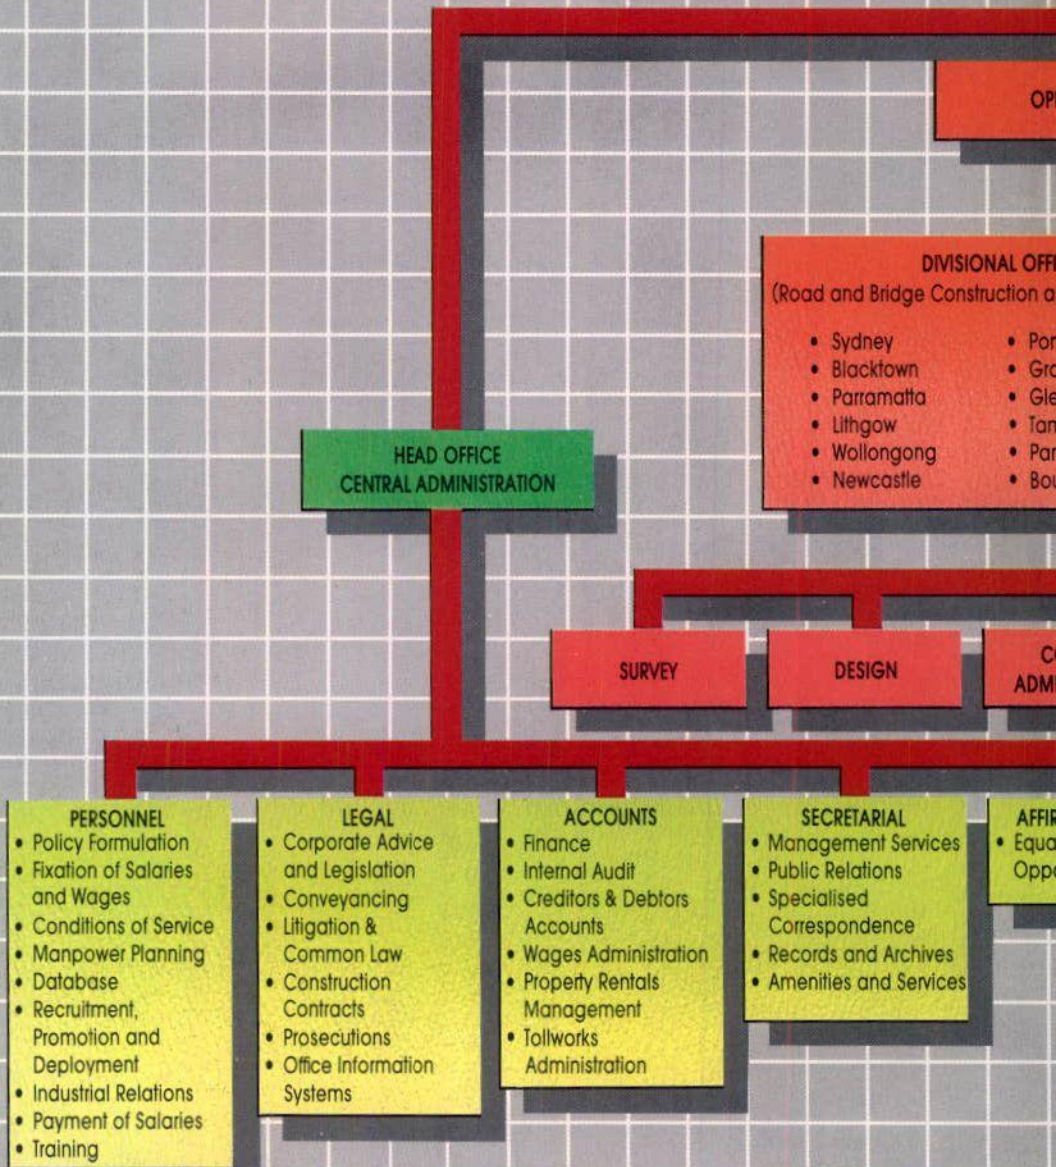 DIVISIONAL
(Road and Bridge Construction
• Sydney
• Blacktown
• Parramatta
• Lithgow
• Wollongong
• Newcastle
HEAD OFFICE
CENTRAL ADMINISTRATION
SURVEY
DESIGN
PERSONNEL
• Policy Formulation
• Fixation of Salaries
and Wages
• Conditions of Service
• Manpower Planning
• Database
• Recruitment,
Promotion and
Deployment
• Industrial Relations
• Payment of Salaries
• Training
LEGAL
• Corporate Advice
and Legislation
• Conveyancing
• Litigation &
Common Law
• Construction
Contracts
• Prosecutions
• Office Information
Systems
ACCOUNTS
• Finance
• Internal Audit
• Creditors & Debtors
Accounts
• Wages Administration
• Property Rentals
Management
• Tollworks
Administration
SECRETARIAL
• Management Services
• Public Relations
• Specialised
Correspondence
• Records and Archives
• Amenities and Services